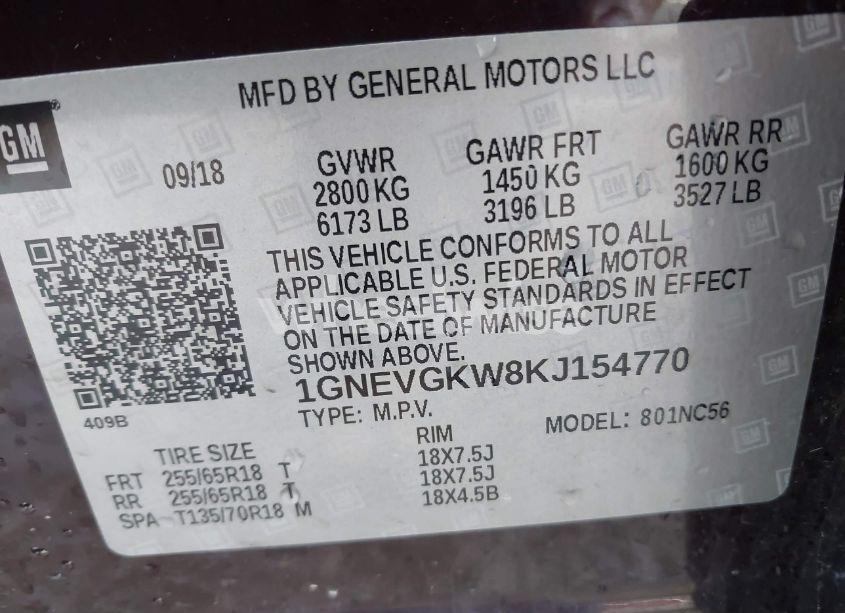 MFD BY GENERAL MOTORS LLC
GM
09/18
GVWR GAWR FRT GAWR RR
2800 KG 1450 KG 1600 KG
6173 LB 3196 LB 3527 LB
THIS VEHICLE CONFORMS TO ALL
APPLICABLE U.S. FEDERAL MOTOR
VEHICLE SAFETY STANDARDS IN EFFECT
ON THE DATE OF MANUFACTURE
SHOWN ABOVE.
1GNEVGKW8KJ154770
409B
TYPE: M.P.V. MODEL: 801NC56
TIRE SIZE RIM
FRT 255/65R18 T 18X7.5J
RR 255/65R18 T 18X7.5J
SPA T135/70R18 M 18X4.5B